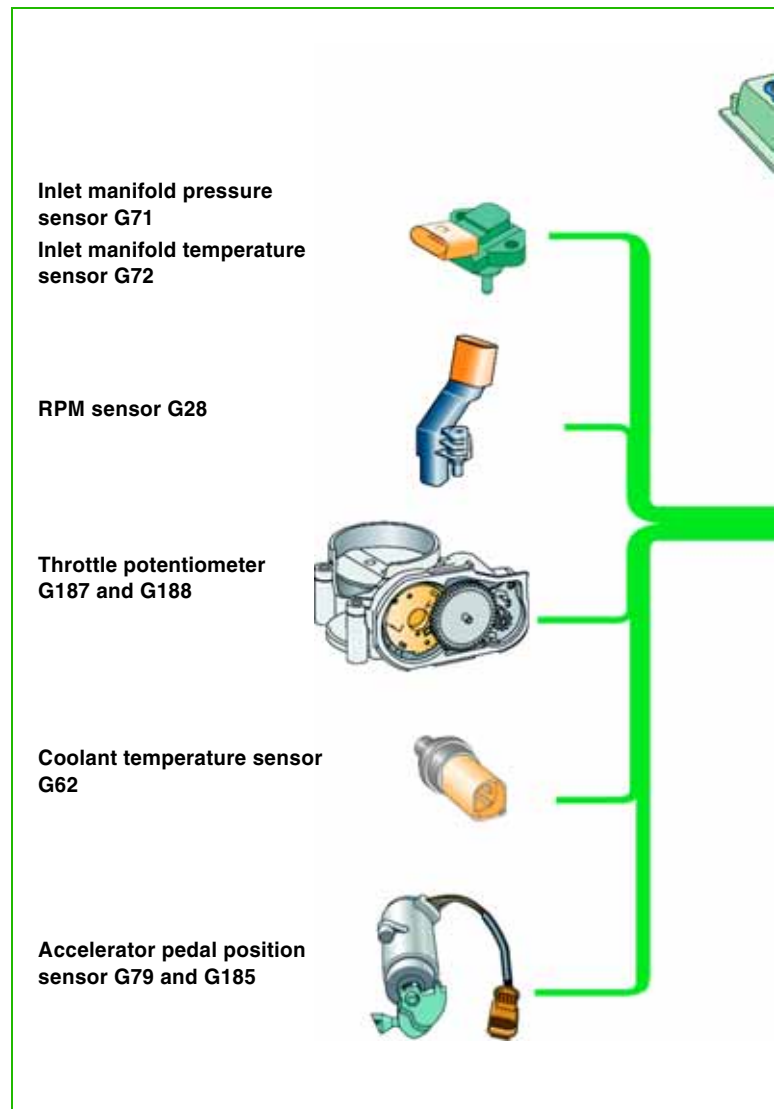 Inlet manifold pressure
sensor G71
Inlet manifold temperature
sensor G72
RPM sensor G28
Throttle potentiometer
G187 and G188
Coolant temperature sensor
G62
Accelerator pedal position
sensor G79 and G185